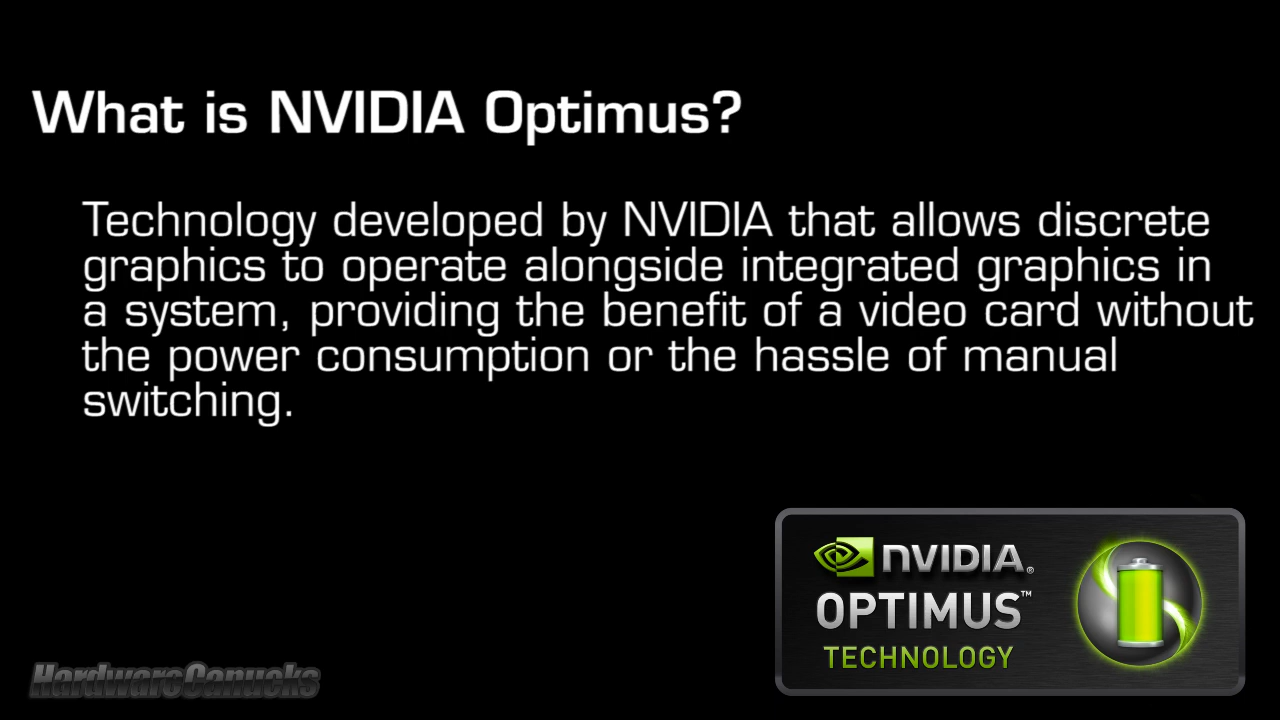 What is NVIDIA Optimus?
Technology developed by NVIDIA that allows discrete
graphics to operate alongside integrated graphics in
a system, providing the benefit of a video card without
the power consumption or the hassle of manual
switching.
NVIDIA®
OPTIMUS™
TECHNOLOGY
HardwareCanucks